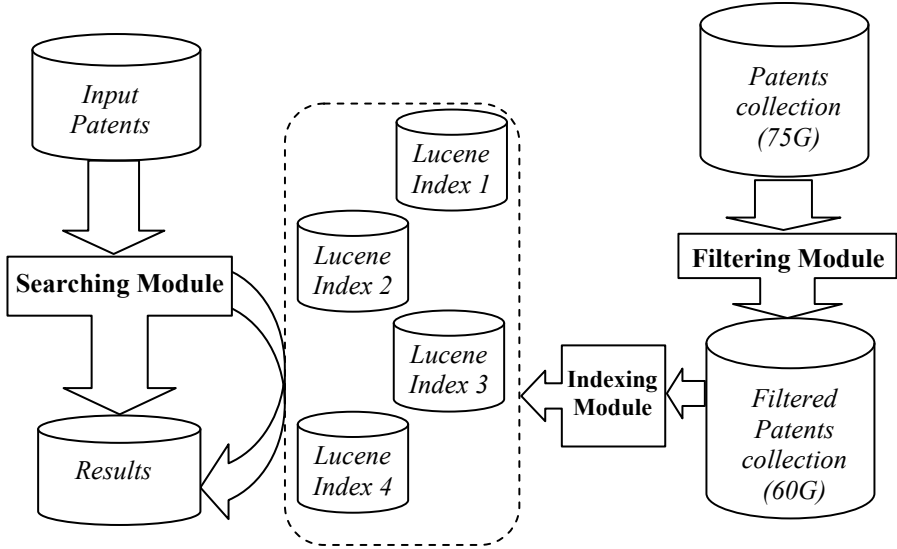 Input
Patents
Searching Module
Results
Lucene
Index 1
Lucene
Index 2
Lucene
Index 3
Lucene
Index 4
Indexing
Module
Patents
collection
(75G)
Filtering Module
Filtered
Patents
collection
(60G)